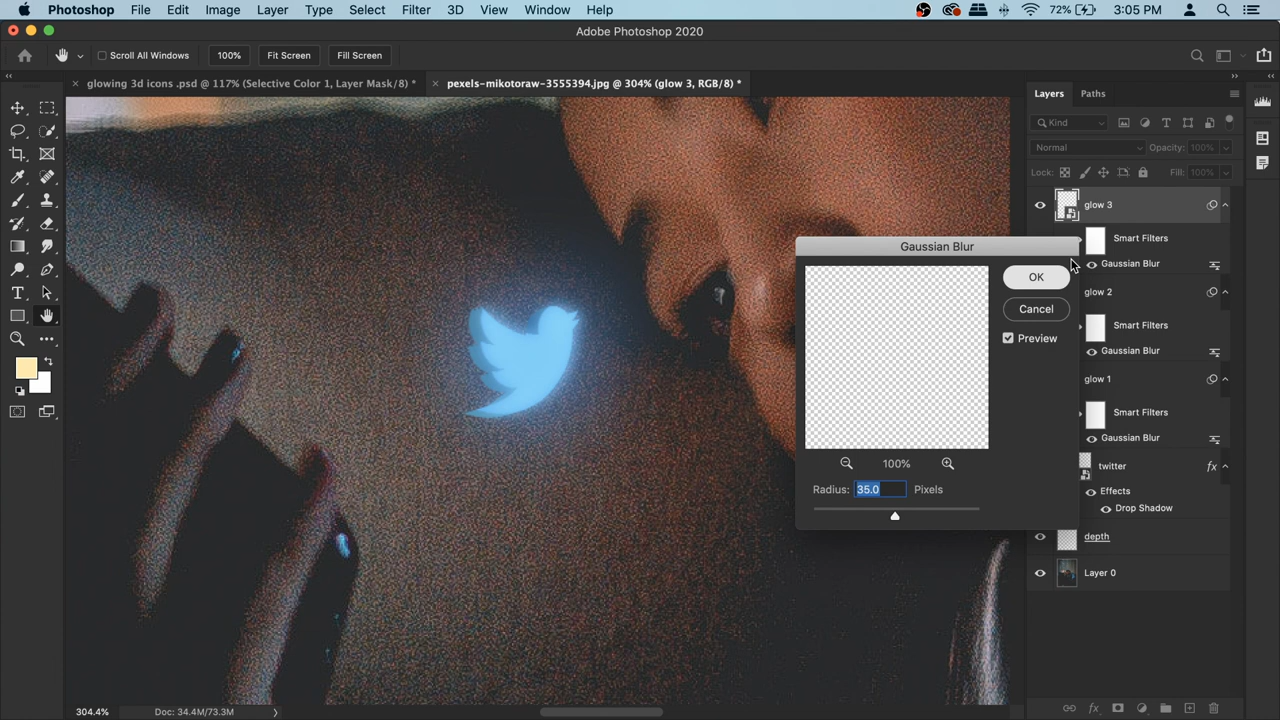 Photoshop File Edit Image Layer Type Select Filter 3D View Window Help 72% 3:05 PM
Adobe Photoshop 2020
Scroll All Windows 100% Fit Screen Fill Screen
glowing 3d icons .psd @ 117% (Selective Color 1, Layer Mask/8) * pexels-mikotoraw-3555394.jpg @ 304% (glow 3, RGB/8) *
Layers Paths
Kind
Normal Opacity: 100%
Lock: Fill: 100%
glow 3
Smart Filters
Gaussian Blur
glow 2
Smart Filters
Gaussian Blur
glow 1
Smart Filters
Gaussian Blur
twitter fx
Effects
Drop Shadow
depth
Layer 0
Gaussian Blur
OK
Cancel
Preview
100%
Radius: 35.0 Pixels
304.4% Doc: 34.4M/73.3M
fx